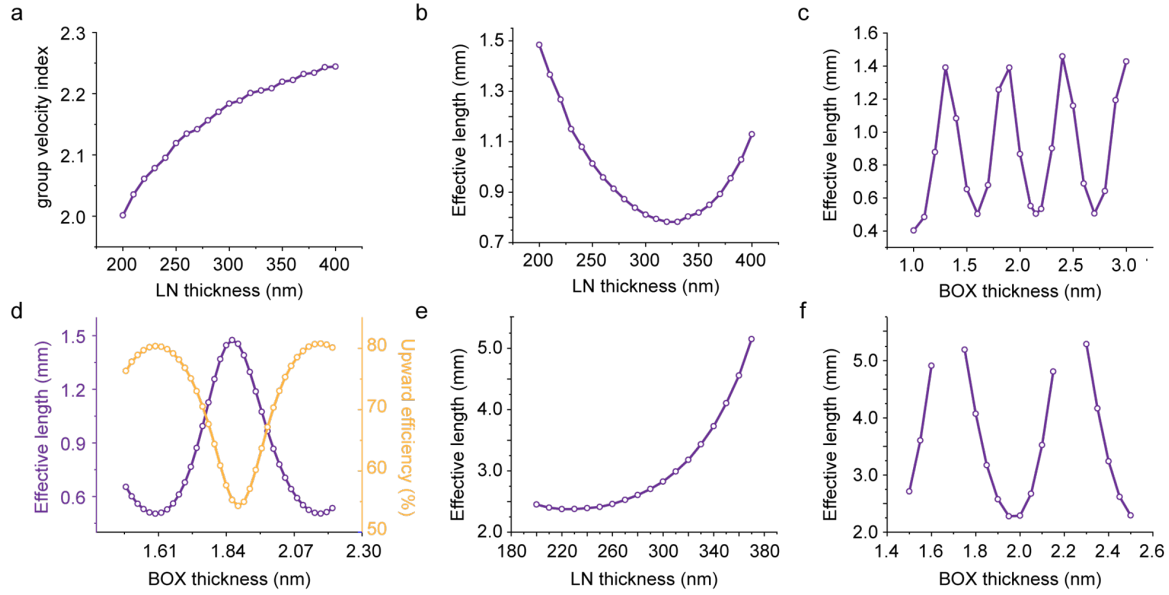 a
2.3
2.2
2.1
2.0
group velocity index
200 250 300 350 400
LN thickness (nm)
b
1.5
1.3
1.1
0.9
0.7
Effective length (mm)
200 250 300 350 400
LN thickness (nm)
c
1.6
1.4
1.2
1.0
0.8
0.6
0.4
Effective length (mm)
1.0 1.5 2.0 2.5 3.0
BOX thickness (nm)
d
1.5
1.2
0.9
0.6
Effective length (mm)
80
70
60
50
Upward efficiency (%)
1.61 1.84 2.07 2.30
BOX thickness (nm)
e
5.0
4.0
3.0
2.0
Effective length (mm)
180 220 260 300 340 380
LN thickness (nm)
f
5.0
4.0
3.0
2.0
Effective length (mm)
1.4 1.6 1.8 2.0 2.2 2.4 2.6
BOX thickness (nm)